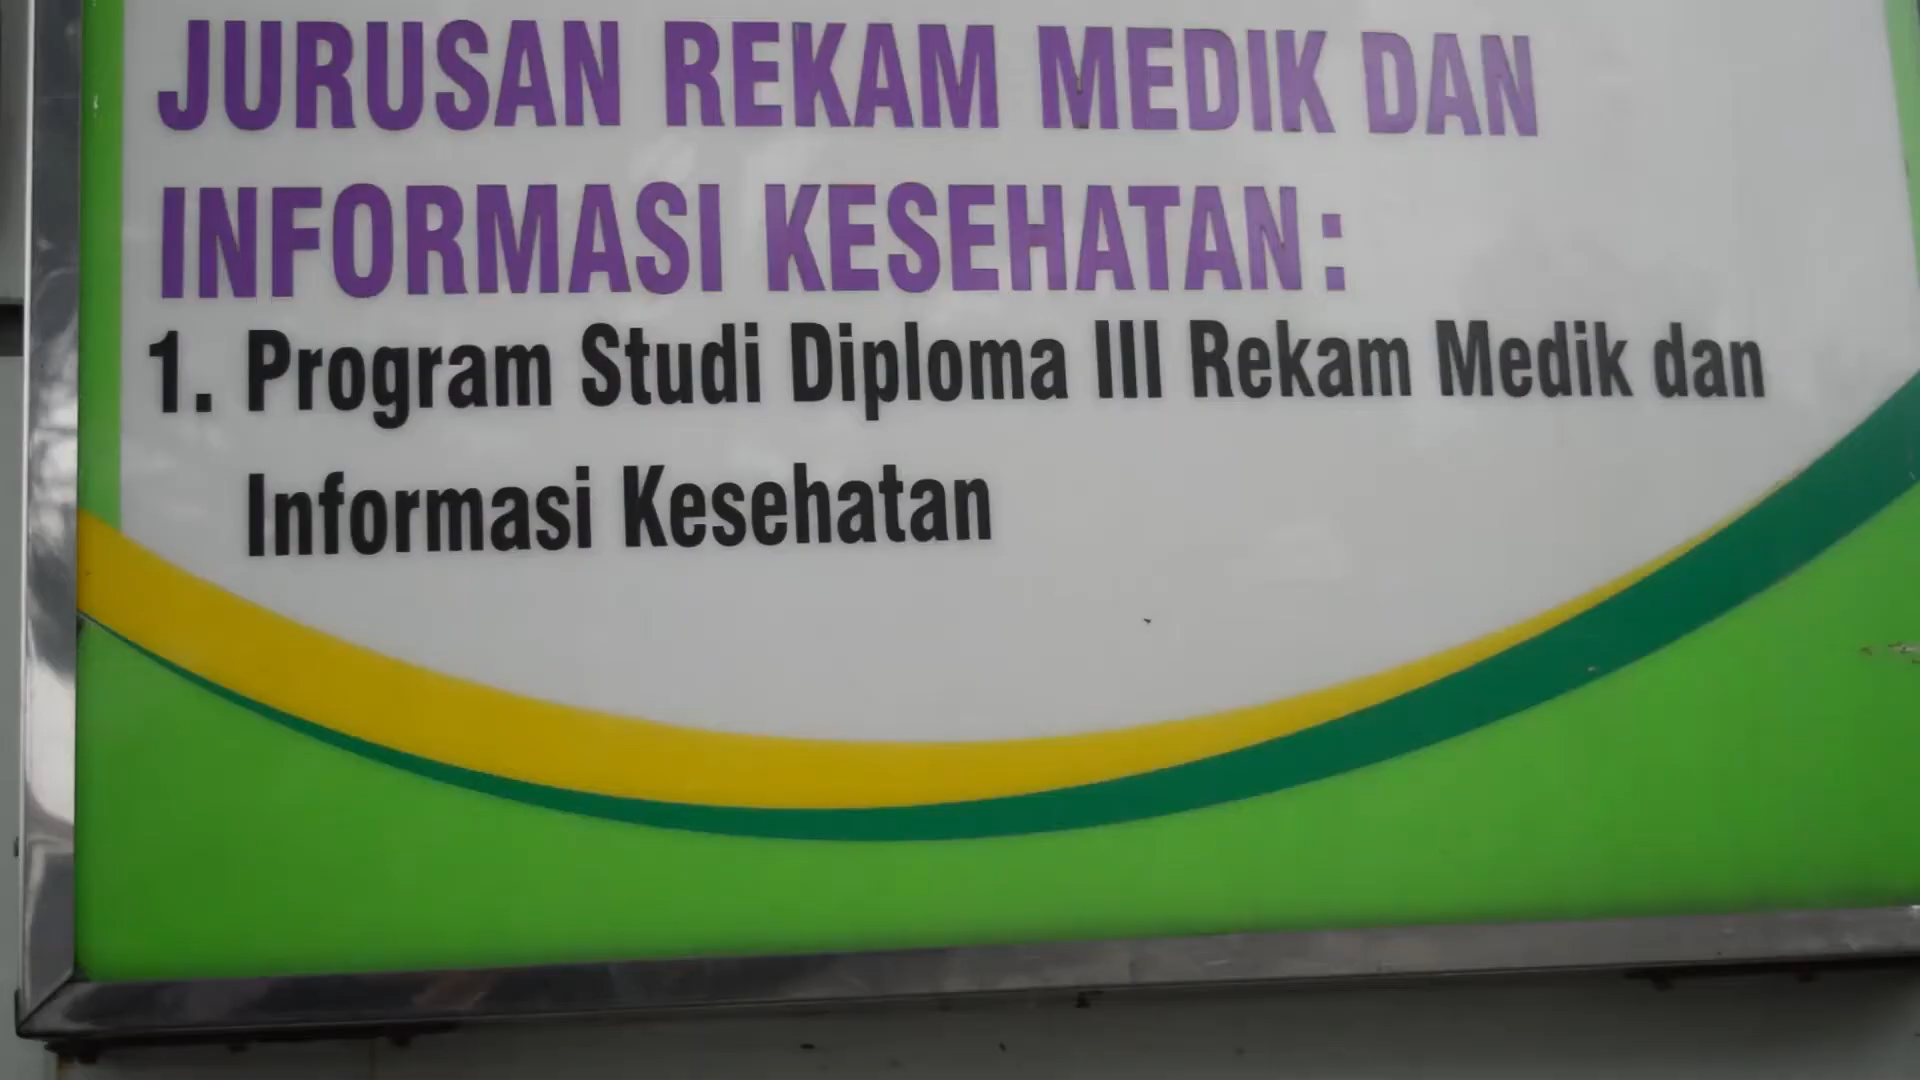 JURUSAN REKAM MEDIK DAN
INFORMASI KESEHATAN:
1. Program Studi Diploma III Rekam Medik dan
Informasi Kesehatan